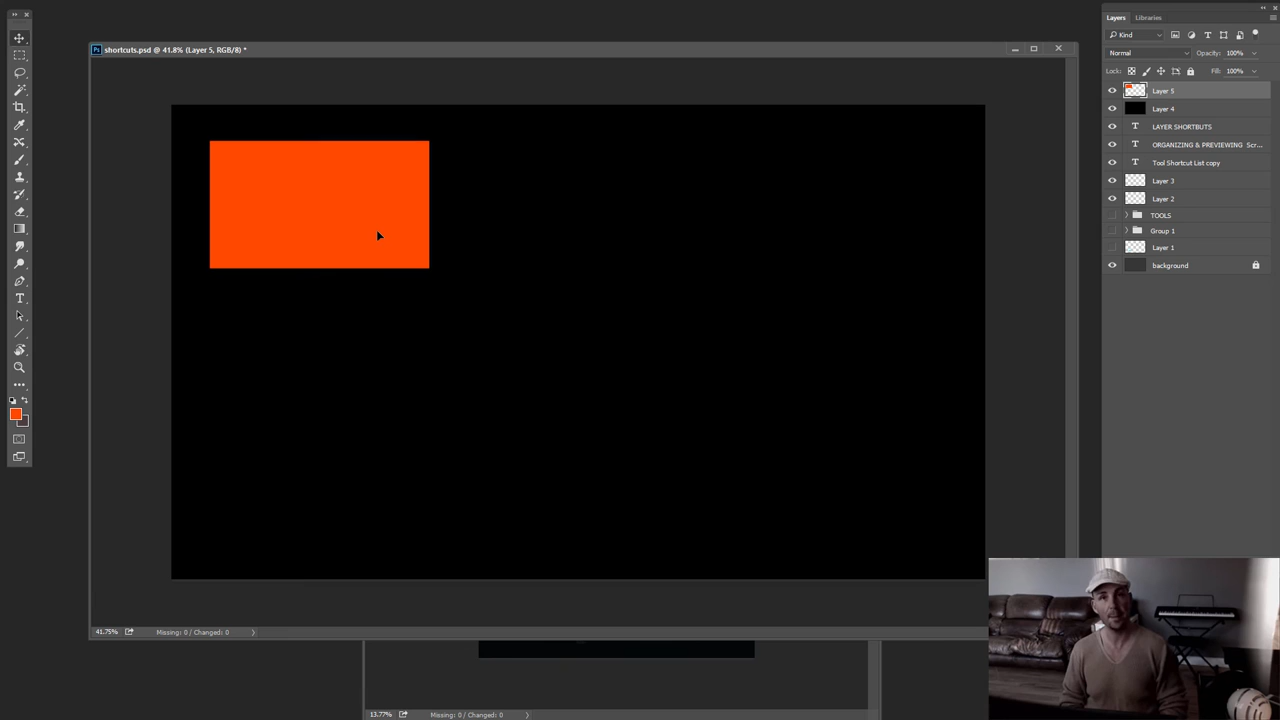 Ps shortcuts.psd @ 41.8% (Layer 5, RGB/8) *
41.75% Missing: 0 / Changed: 0
13.77% Missing: 0 / Changed: 0
Layers Libraries
Kind
Normal Opacity: 100%
Lock: Fill: 100%
Layer 5
Layer 4
T LAYER SHORTBUTS
T ORGANIZING & PREVIEWING Scr...
T Tool Shortcut List copy
Layer 3
Layer 2
TOOLS
Group 1
Layer 1
background